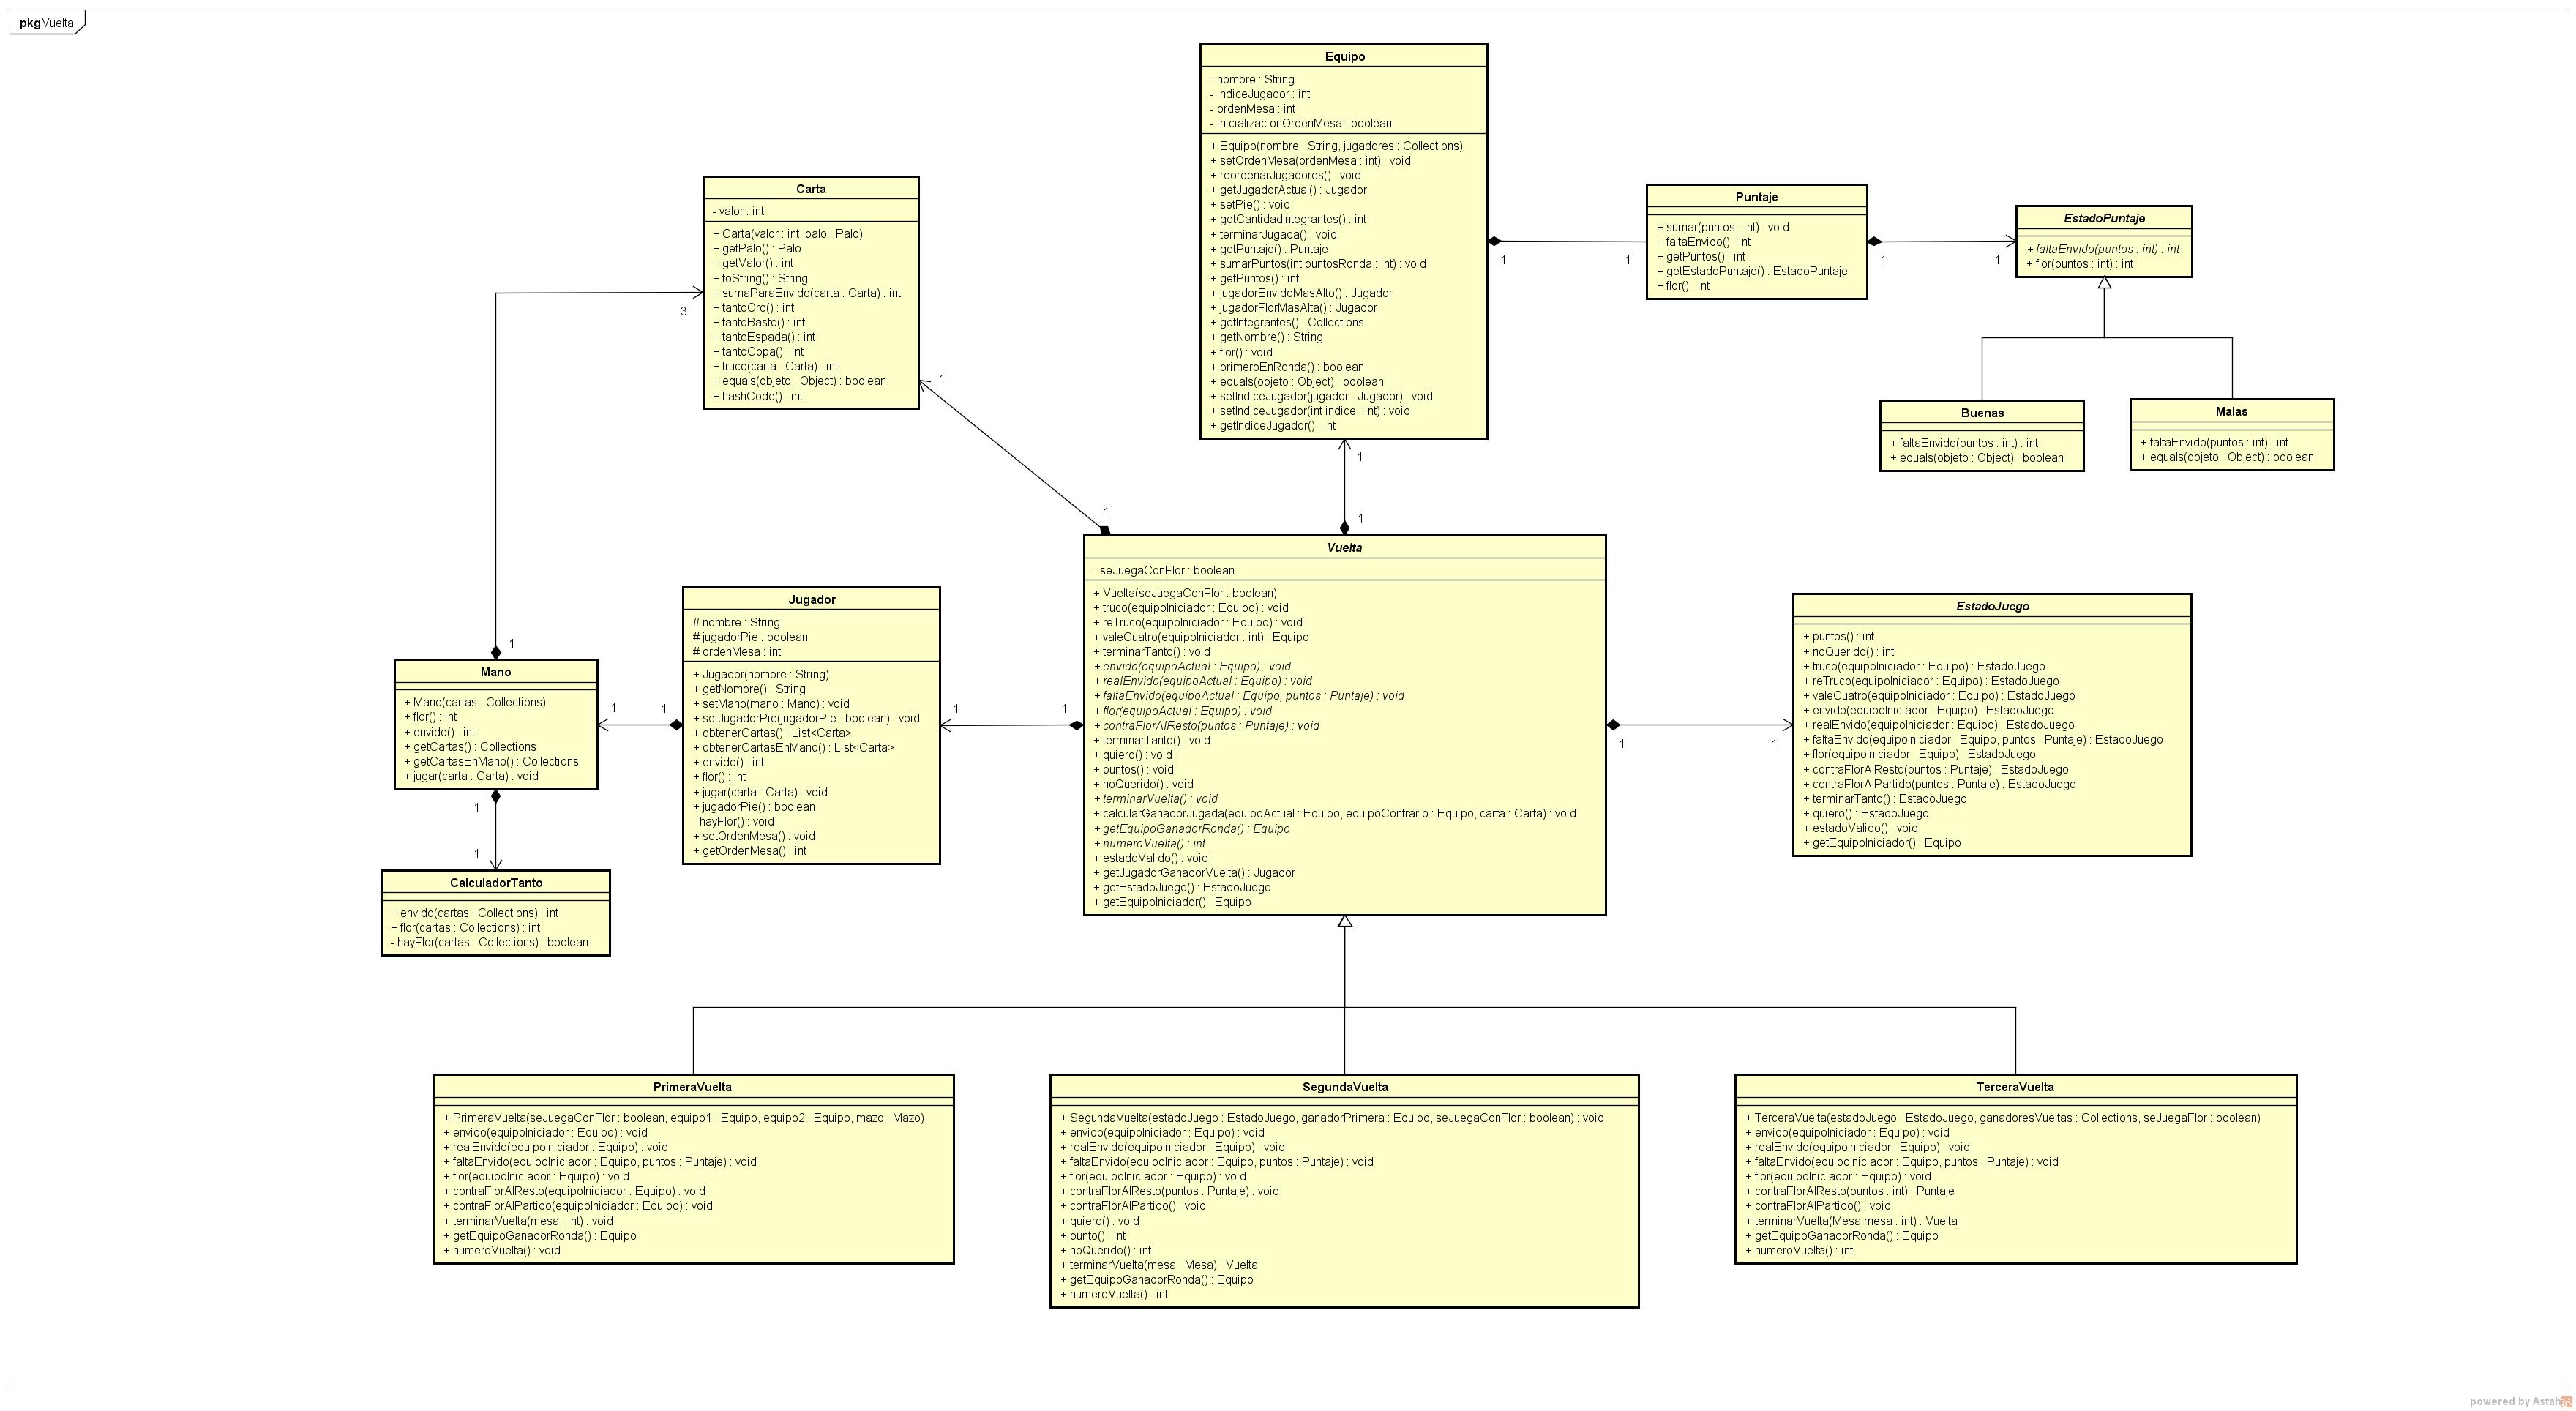 pkg Vuelta
Equipo
- nombre : String
- indiceJugador : int
- ordenMesa : int
- inicializacionOrdenMesa : boolean
+ Equipo(nombre : String, jugadores : Collections)
+ setOrdenMesa(ordenMesa : int) : void
+ reordenarJugadores() : void
+ getJugadorActual() : Jugador
+ setPie() : void
+ getCantidadIntegrantes() : int
+ terminarJugada() : void
+ getPuntaje() : Puntaje
+ sumarPuntos(int puntosRonda : int) : void
+ getPuntos() : int
+ jugadorEnvidoMasAlto() : Jugador
+ jugadorFlorMasAlta() : Jugador
+ getIntegrantes() : Collections
+ getNombre() : String
+ flor() : void
+ primeroEnRonda() : boolean
+ equals(objeto : Object) : boolean
+ setIndiceJugador(jugador : Jugador) : void
+ setIndiceJugador(int indice : int) : void
+ getIndiceJugador() : int
1
1
Puntaje
+ sumar(puntos : int) : void
+ faltaEnvido() : int
+ getPuntos() : int
+ getEstadoPuntaje() : EstadoPuntaje
+ flor() : int
1
1
EstadoPuntaje
+ faltaEnvido(puntos : int) : int
+ flor(puntos : int) : int
Buenas
+ faltaEnvido(puntos : int) : int
+ equals(objeto : Object) : boolean
Malas
+ faltaEnvido(puntos : int) : int
+ equals(objeto : Object) : boolean
Carta
- valor : int
+ Carta(valor : int, palo : Palo)
+ getPalo() : Palo
+ getValor() : int
+ toString() : String
+ sumaParaEnvido(carta : Carta) : int
+ tantoOro() : int
+ tantoBasto() : int
+ tantoEspada() : int
+ tantoCopa() : int
+ truco(carta : Carta) : int
+ equals(objeto : Object) : boolean
+ hashCode() : int
3
1
1
1
1
Vuelta
- seJuegaConFlor : boolean
+ Vuelta(seJuegaConFlor : boolean)
+ truco(equipoIniciador : Equipo) : void
+ reTruco(equipoIniciador : Equipo) : void
+ valeCuatro(equipoIniciador : int) : Equipo
+ terminarTanto() : void
+ envido(equipoActual : Equipo) : void
+ realEnvido(equipoActual : Equipo) : void
+ faltaEnvido(equipoActual : Equipo, puntos : Puntaje) : void
+ flor(equipoActual : Equipo) : void
+ contraFlorAlResto(puntos : Puntaje) : void
+ terminarTanto() : void
+ quiero() : void
+ puntos() : void
+ noQuerido() : void
+ terminarVuelta() : void
+ calcularGanadorJugada(equipoActual : Equipo, equipoContrario : Equipo, carta : Carta) : void
+ getEquipoGanadorRonda() : Equipo
+ numeroVuelta() : int
+ estadoValido() : void
+ getJugadorGanadorVuelta() : Jugador
+ getEstadoJuego() : EstadoJuego
+ getEquipoIniciador() : Equipo
Jugador
# nombre : String
# jugadorPie : boolean
# ordenMesa : int
+ Jugador(nombre : String)
+ getNombre() : String
+ setMano(mano : Mano) : void
+ setJugadorPie(jugadorPie : boolean) : void
+ obtenerCartas() : List<Carta>
+ obtenerCartasEnMano() : List<Carta>
+ envido() : int
+ flor() : int
+ jugar(carta : Carta) : void
+ jugadorPie() : boolean
- hayFlor() : void
+ setOrdenMesa() : void
+ getOrdenMesa() : int
1
1
1
Mano
+ Mano(cartas : Collections)
+ flor() : int
+ envido() : int
+ getCartas() : Collections
+ getCartasEnMano() : Collections
+ jugar(carta : Carta) : void
1
1
1
1
CalculadorTanto
+ envido(cartas : Collections) : int
+ flor(cartas : Collections) : int
- hayFlor(cartas : Collections) : boolean
1
1
EstadoJuego
+ puntos() : int
+ noQuerido() : int
+ truco(equipoIniciador : Equipo) : EstadoJuego
+ reTruco(equipoIniciador : Equipo) : EstadoJuego
+ valeCuatro(equipoIniciador : Equipo) : EstadoJuego
+ envido(equipoIniciador : Equipo) : EstadoJuego
+ realEnvido(equipoIniciador : Equipo) : EstadoJuego
+ faltaEnvido(equipoIniciador : Equipo, puntos : Puntaje) : EstadoJuego
+ flor(equipoIniciador : Equipo) : EstadoJuego
+ contraFlorAlResto(puntos : Puntaje) : EstadoJuego
+ contraFlorAlPartido(puntos : Puntaje) : EstadoJuego
+ terminarTanto() : EstadoJuego
+ quiero() : EstadoJuego
+ estadoValido() : void
+ getEquipoIniciador() : Equipo
PrimeraVuelta
+ PrimeraVuelta(seJuegaConFlor : boolean, equipo1 : Equipo, equipo2 : Equipo, mazo : Mazo)
+ envido(equipoIniciador : Equipo) : void
+ realEnvido(equipoIniciador : Equipo) : void
+ faltaEnvido(equipoIniciador : Equipo, puntos : Puntaje) : void
+ flor(equipoIniciador : Equipo) : void
+ contraFlorAlResto(equipoIniciador : Equipo) : void
+ contraFlorAlPartido(equipoIniciador : Equipo) : void
+ terminarVuelta(mesa : int) : void
+ getEquipoGanadorRonda() : Equipo
+ numeroVuelta() : void
SegundaVuelta
+ SegundaVuelta(estadoJuego : EstadoJuego, ganadorPrimera : Equipo, seJuegaConFlor : boolean) : void
+ envido(equipoIniciador : Equipo) : void
+ realEnvido(equipoIniciador : Equipo) : void
+ faltaEnvido(equipoIniciador : Equipo, puntos : Puntaje) : void
+ flor(equipoIniciador : Equipo) : void
+ contraFlorAlResto(puntos : Puntaje) : void
+ contraFlorAlPartido() : void
+ quiero() : void
+ punto() : int
+ noQuerido() : int
+ terminarVuelta(mesa : Mesa) : Vuelta
+ getEquipoGanadorRonda() : Equipo
+ numeroVuelta() : int
TerceraVuelta
+ TerceraVuelta(estadoJuego : EstadoJuego, ganadoresVueltas : Collections, seJuegaFlor : boolean)
+ envido(equipoIniciador : Equipo) : void
+ realEnvido(equipoIniciador : Equipo) : void
+ faltaEnvido(equipoIniciador : Equipo, puntos : Puntaje) : void
+ flor(equipoIniciador : Equipo) : void
+ contraFlorAlResto(puntos : int) : Puntaje
+ contraFlorAlPartido() : void
+ terminarVuelta(Mesa mesa : int) : Vuelta
+ getEquipoGanadorRonda() : Equipo
+ numeroVuelta() : int
powered by Astah